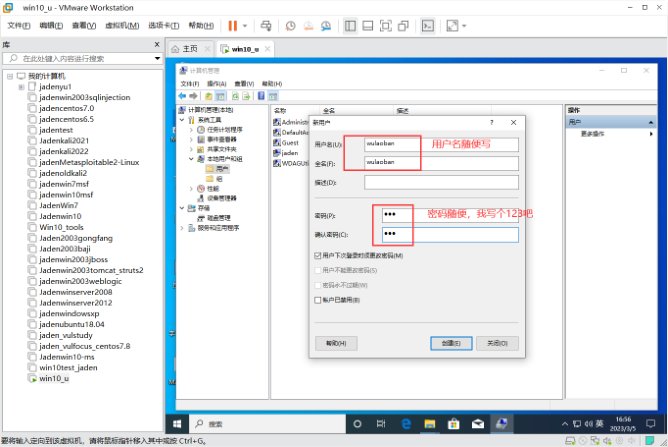 win10_u - VMware Workstation
文件(F) 编辑(E) 查看(V) 虚拟机(M) 选项卡(T) 帮助(H)
库
在此处键入内容进行搜索
主页
win10_u
我的计算机
jadenyu1
jadenwin2003sqlinjection
jadencentos7.0
jadencentos6.5
jadentest
Jadenkali2021
Jadenkali2022
jadenMetasploitable2-Linux
jadenoldkali2
jadenwin7msf
jadenwin10msf
JadenWin7
Jadenwin10
Win10_tools
Jaden2003gongfang
Jaden2003baji
jadenwin2003jboss
jadenwin2003tomcat_struts2
jadenwin2003weblogic
Jadenwinserver2008
Jadenwinserver2012
jadenwindowsxp
jadenubuntu18.04
jaden_vulstudy
jaden_vulfocus_centos7.8
Jadenwin10-ms
win10test_jaden
win10_u
计算机管理
文件(F) 操作(A) 查看(V) 帮助(H)
计算机管理(本地)
系统工具
任务计划程序
事件查看器
共享文件夹
本地用户和组
用户
组
性能
设备管理器
存储
磁盘管理
服务和应用程序
名称 全名 描述
Administ
DefaultAc
Guest
jaden
WDAGUtil
操作
用户
更多操作
新用户
用户名(U): wulaoban 用户名随便写
全名(F): wulaoban
描述(D):
密码(P): ●●● 密码随便,我写个123吧
确认密码(C): ●●●
用户下次登录时须更改密码(M)
用户不能更改密码(S)
密码永不过期(W)
帐户已禁用(B)
帮助(H) 创建(E) 关闭(O)
搜索
英
16:56
2023/3/5
要将输入定向到该虚拟机,请将鼠标指针移入其中或按 Ctrl+G。